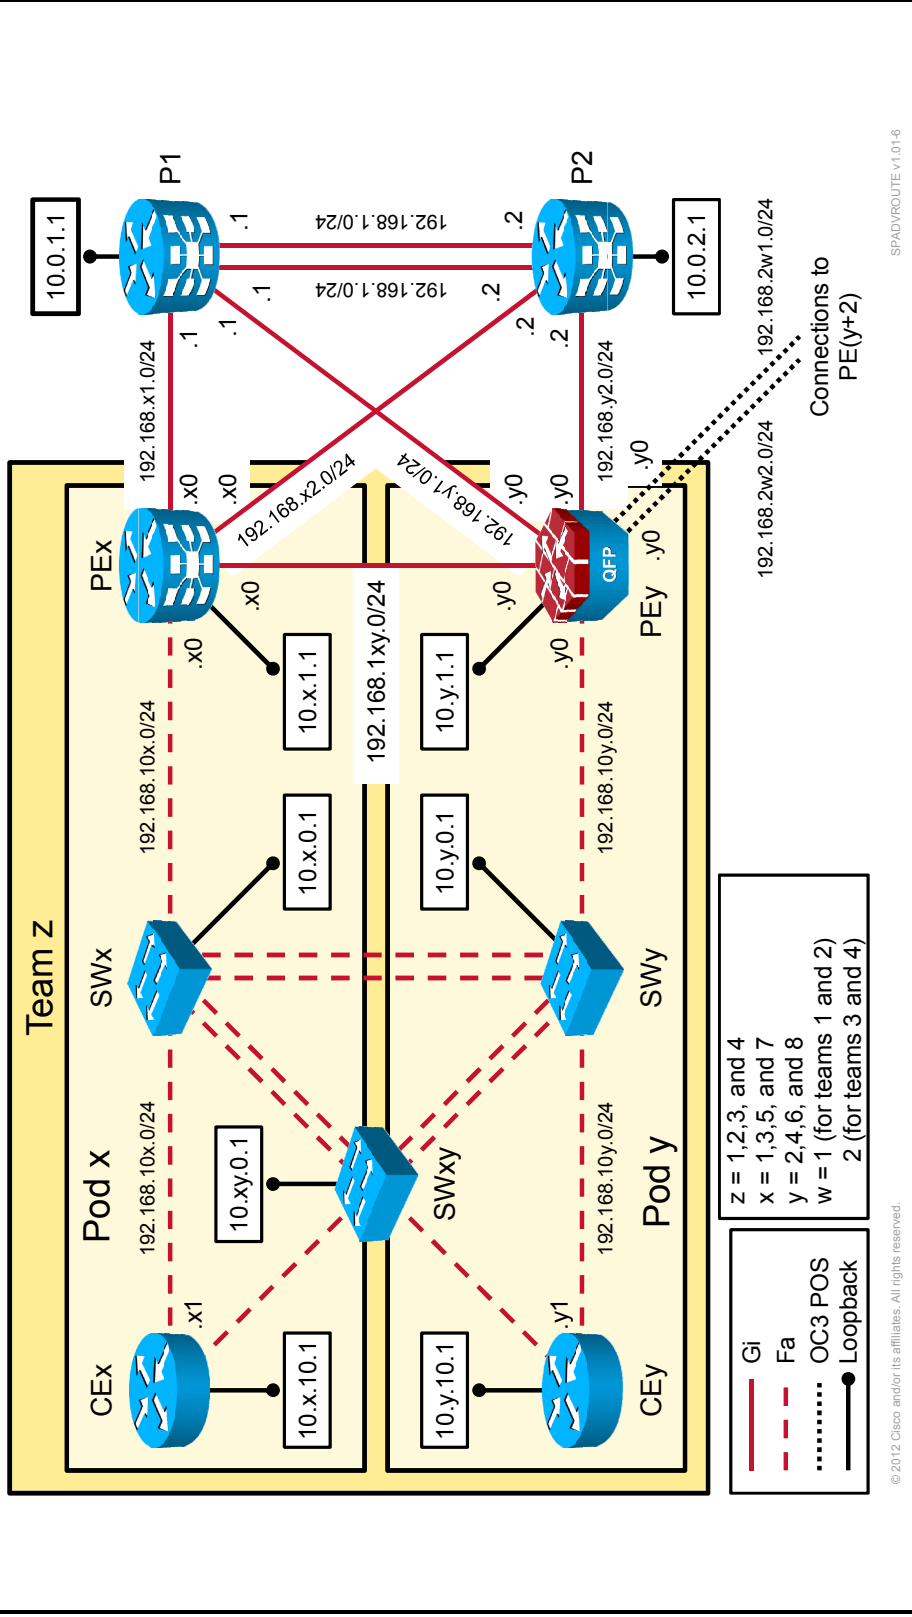 Team z
Pod x
Pod y
CEx
.x1
10.x.10.1
192.168.10x.0/24
SWx
10.x.0.1
192.168.10x.0/24
PEx
.x0
.x0
.x0
.x0
10.x.1.1
192.168.x1.0/24
.1
P1
10.0.1.1
.1
.1
.1
192.168.1.0/24
192.168.1.0/24
192.168.x2.0/24
192.168.y1.0/24
192.168.1xy.0/24
10.xy.0.1
SWxy
CEy
.y1
10.y.10.1
192.168.10y.0/24
SWy
10.y.0.1
192.168.10y.0/24
PEy
QFP
.y0
.y0
.y0
.y0
.y0
.y0
10.y.1.1
192.168.y2.0/24
.2
.2
.2
.2
P2
10.0.2.1
192.168.2w2.0/24
192.168.2w1.0/24
Connections to
PE(y+2)
Gi
Fa
OC3 POS
Loopback
z = 1,2,3, and 4
x = 1,3,5, and 7
y = 2,4,6, and 8
w = 1 (for teams 1 and 2)
2 (for teams 3 and 4)
© 2012 Cisco and/or its affiliates. All rights reserved.
SPADVROUTE v1.01-6